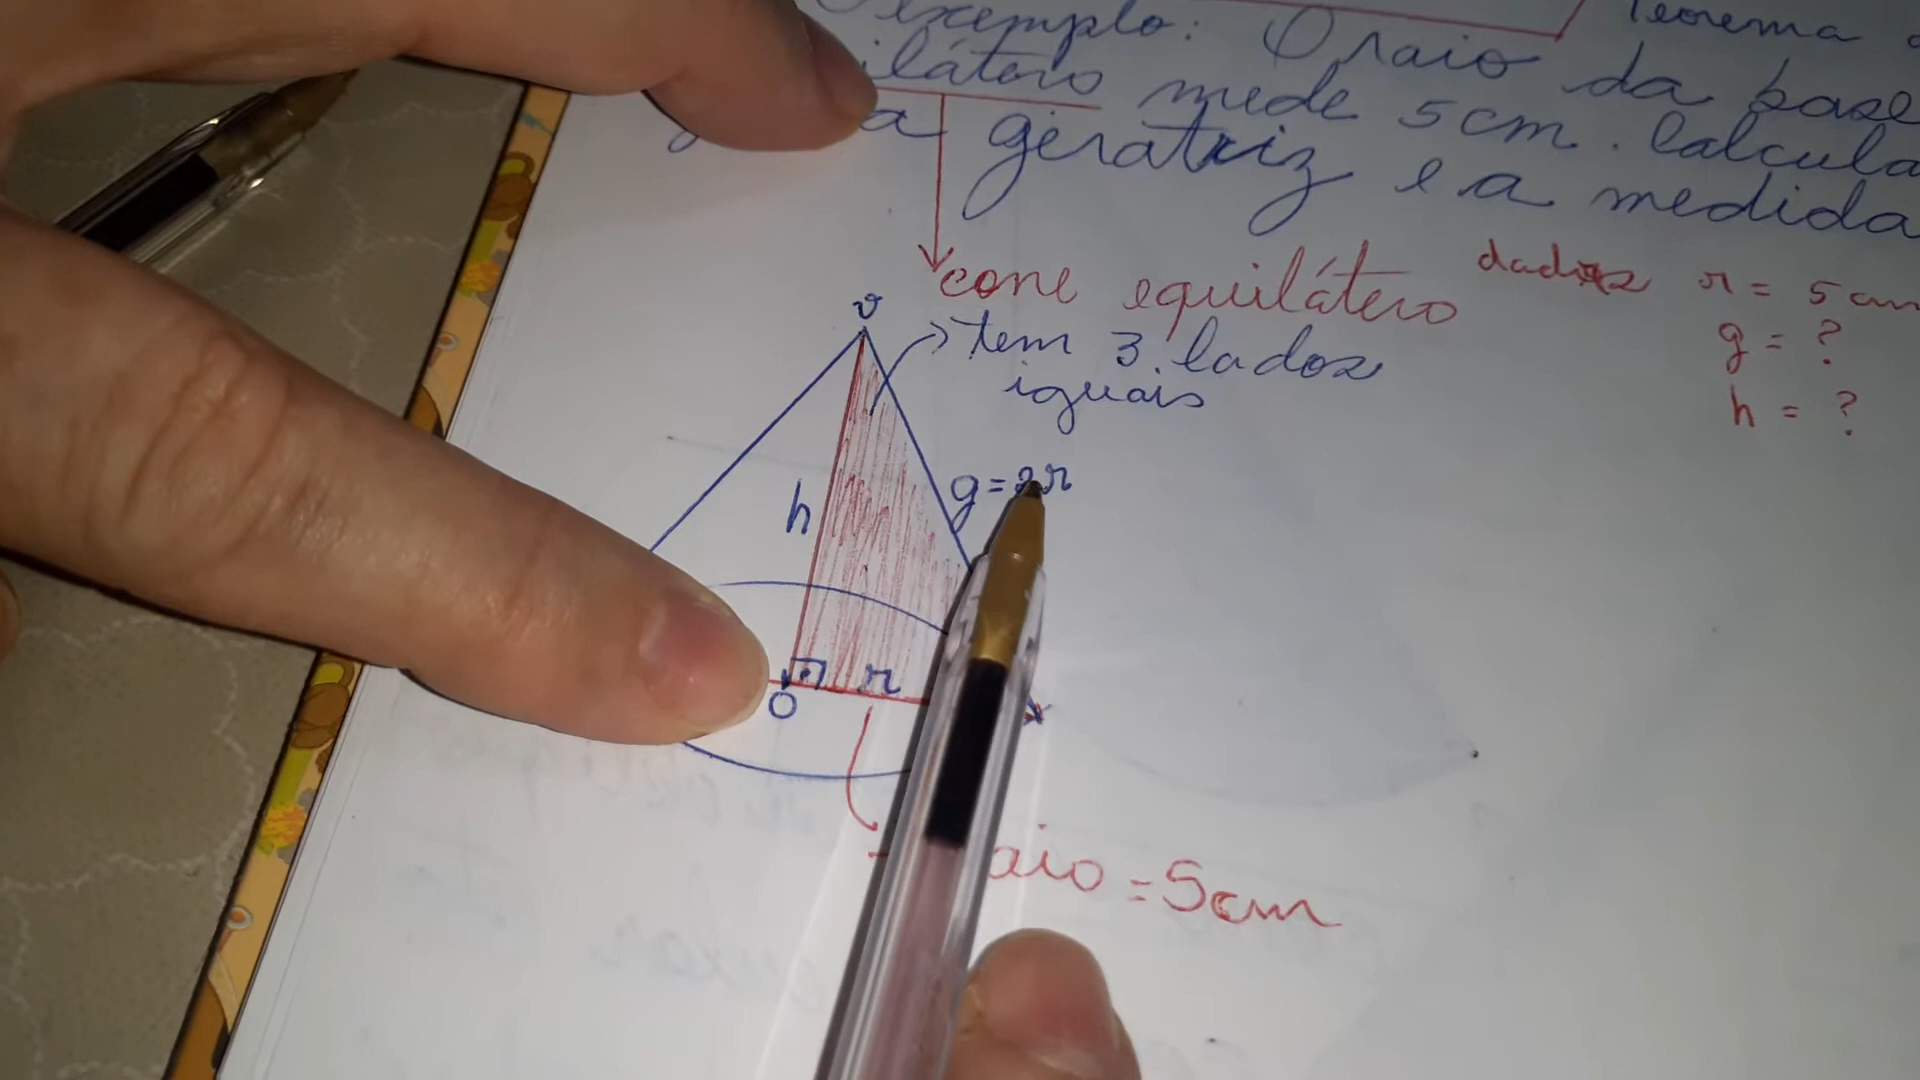 exemplo: O raio da base
ilátero mede 5cm. Calcula
a geratriz e a medida
Teorema
cone equilátero
dados r = 5cm
g = ?
h = ?
v
tem 3 lados
iguais
g = 2r
h
r
O
aio = 5cm